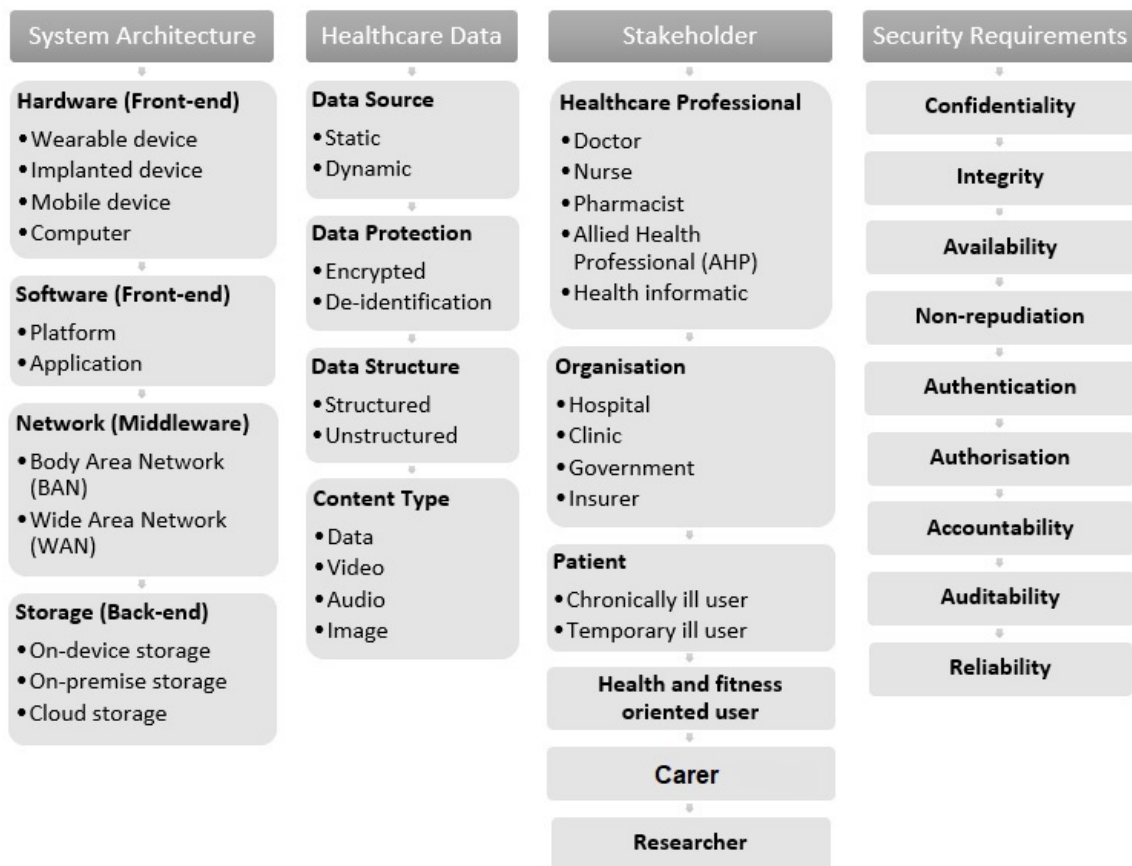 System Architecture
Hardware (Front-end)
•Wearable device
•Implanted device
•Mobile device
•Computer
Software (Front-end)
•Platform
•Application
Network (Middleware)
•Body Area Network
(BAN)
•Wide Area Network
(WAN)
Storage (Back-end)
•On-device storage
•On-premise storage
•Cloud storage
Healthcare Data
Data Source
•Static
•Dynamic
Data Protection
•Encrypted
•De-identification
Data Structure
•Structured
•Unstructured
Content Type
•Data
•Video
•Audio
•Image
Stakeholder
Healthcare Professional
•Doctor
•Nurse
•Pharmacist
•Allied Health
Professional (AHP)
•Health informatic
Organisation
•Hospital
•Clinic
•Government
•Insurer
Patient
•Chronically ill user
•Temporary ill user
Health and fitness
oriented user
Carer
Researcher
Security Requirements
Confidentiality
Integrity
Availability
Non-repudiation
Authentication
Authorisation
Accountability
Auditability
Reliability